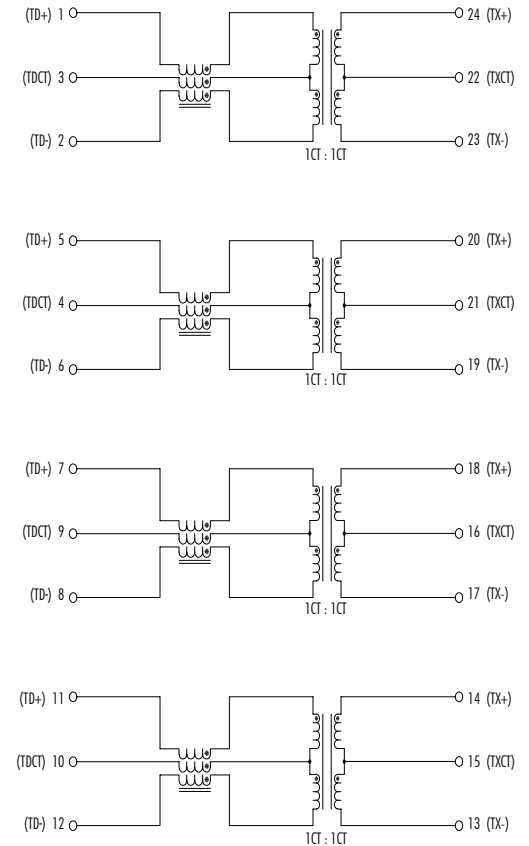 (TD+) 1 24 (TX+)
(TDCT) 3 22 (TXCT)
(TD-) 2 23 (TX-)
1CT : 1CT
(TD+) 5 20 (TX+)
(TDCT) 4 21 (TXCT)
(TD-) 6 19 (TX-)
1CT : 1CT
(TD+) 7 18 (TX+)
(TDCT) 9 16 (TXCT)
(TD-) 8 17 (TX-)
1CT : 1CT
(TD+) 11 14 (TX+)
(TDCT) 10 15 (TXCT)
(TD-) 12 13 (TX-)
1CT : 1CT